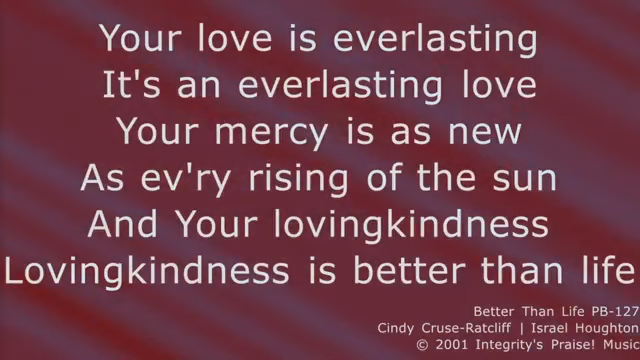 Your love is everlasting
It's an everlasting love
Your mercy is as new
As ev'ry rising of the sun
And Your lovingkindness
Lovingkindness is better than life
Better Than Life PB-127
Cindy Cruse-Ratcliff | Israel Houghton
© 2001 Integrity's Praise! Music